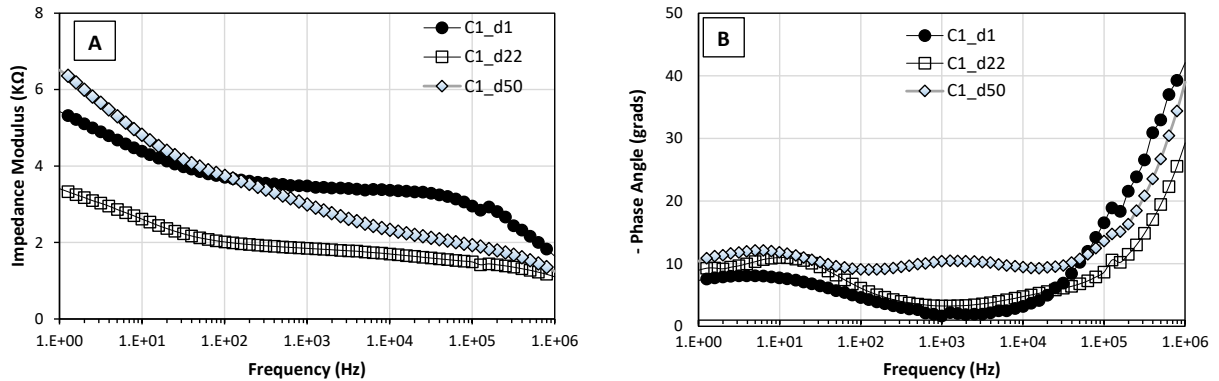 A
C1_d1
C1_d22
C1_d50
Impedance Modulus (KΩ)
8
6
4
2
0
1.E+00 1.E+01 1.E+02 1.E+03 1.E+04 1.E+05 1.E+06
Frequency (Hz)
B
C1_d1
C1_d22
C1_d50
- Phase Angle (grads)
50
40
30
20
10
0
1.E+00 1.E+01 1.E+02 1.E+03 1.E+04 1.E+05 1.E+06
Frequency (Hz)